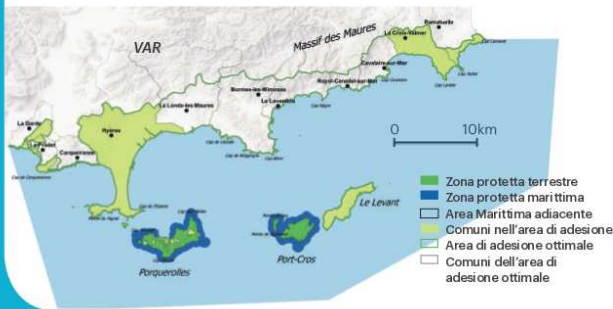 VAR
Massif des Maures
Ramatuelle
La Croix-Valmer
Cavalaire-sur-Mer
Rayol-Canadel-sur-Mer
Bormes-les-Mimosas
Le Lavandou
La Londe-les-Maures
Hyères
La Garde
Le Pradet
Carqueiranne
0 10km
Le Levant
Port-Cros
Porquerolles
Zona protetta terrestre
Zona protetta marittima
Area Marittima adiacente
Comuni nell'area di adesione
Area di adesione ottimale
Comuni dell'area di
adesione ottimale